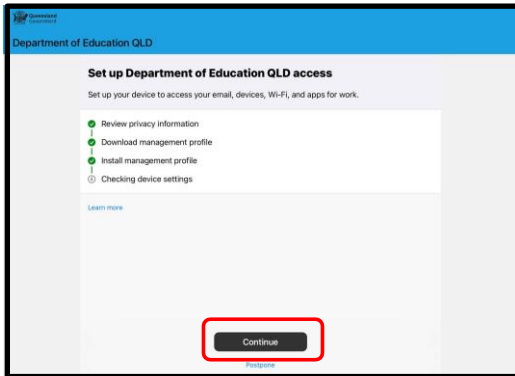 Queensland
Government
Department of Education QLD
Set up Department of Education QLD access
Set up your device to access your email, devices, Wi-Fi, and apps for work.
Review privacy information
Download management profile
Install management profile
Checking device settings
Learn more
Continue
Postpone